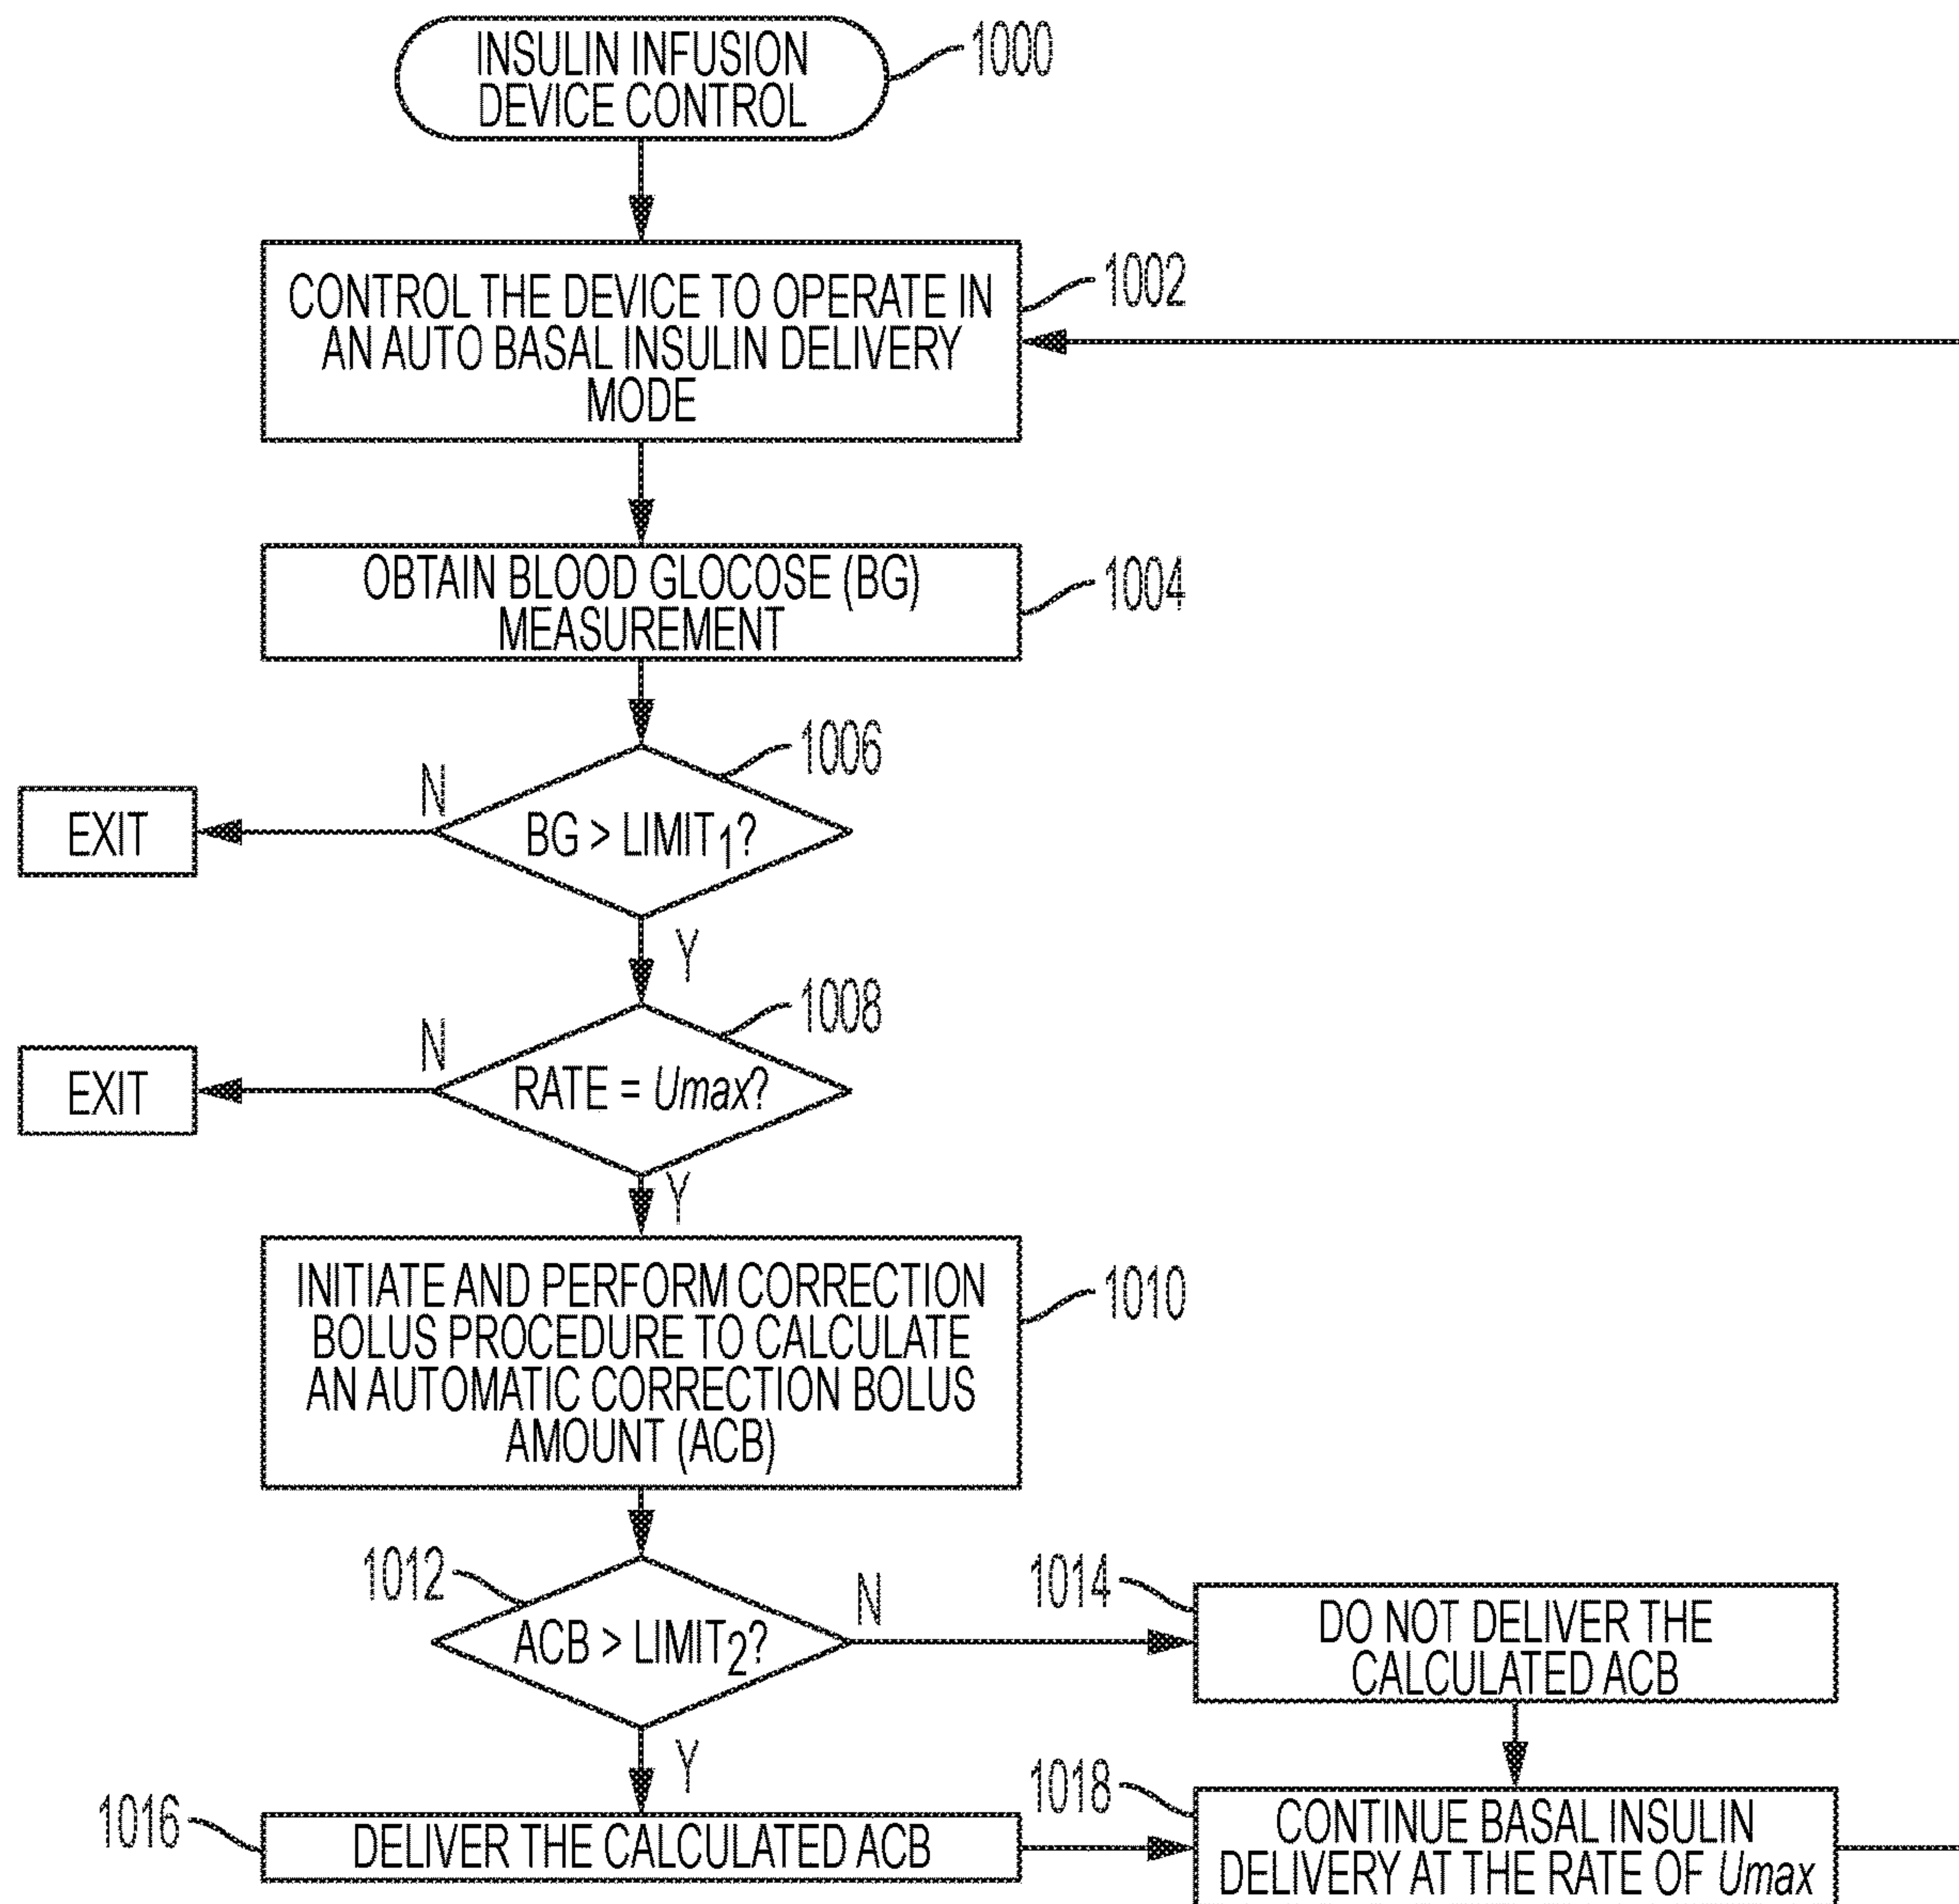 INSULIN INFUSION
DEVICE CONTROL
1000
CONTROL THE DEVICE TO OPERATE IN
AN AUTO BASAL INSULIN DELIVERY
MODE
1002
OBTAIN BLOOD GLOCOSE (BG)
MEASUREMENT
1004
1006
N
EXIT
BG > LIMIT1?
Y
1008
N
EXIT
RATE = Umax?
Y
INITIATE AND PERFORM CORRECTION
BOLUS PROCEDURE TO CALCULATE
AN AUTOMATIC CORRECTION BOLUS
AMOUNT (ACB)
1010
1012
ACB > LIMIT2?
N
1014
DO NOT DELIVER THE
CALCULATED ACB
Y
1016
DELIVER THE CALCULATED ACB
1018
CONTINUE BASAL INSULIN
DELIVERY AT THE RATE OF Umax